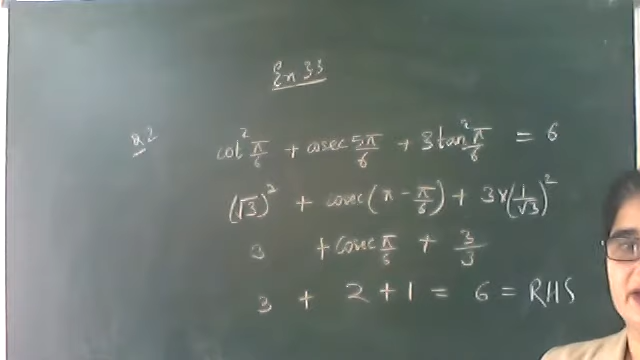 Ex 3.3
Q 2 cot²π/6 + cosec 5π/6 + 3tan²π/6 = 6
(√3)² + cosec(π - π/6) + 3×(1/√3)²
3 + cosec π/6 + 3/3
3 + 2 + 1 = 6 = RHS